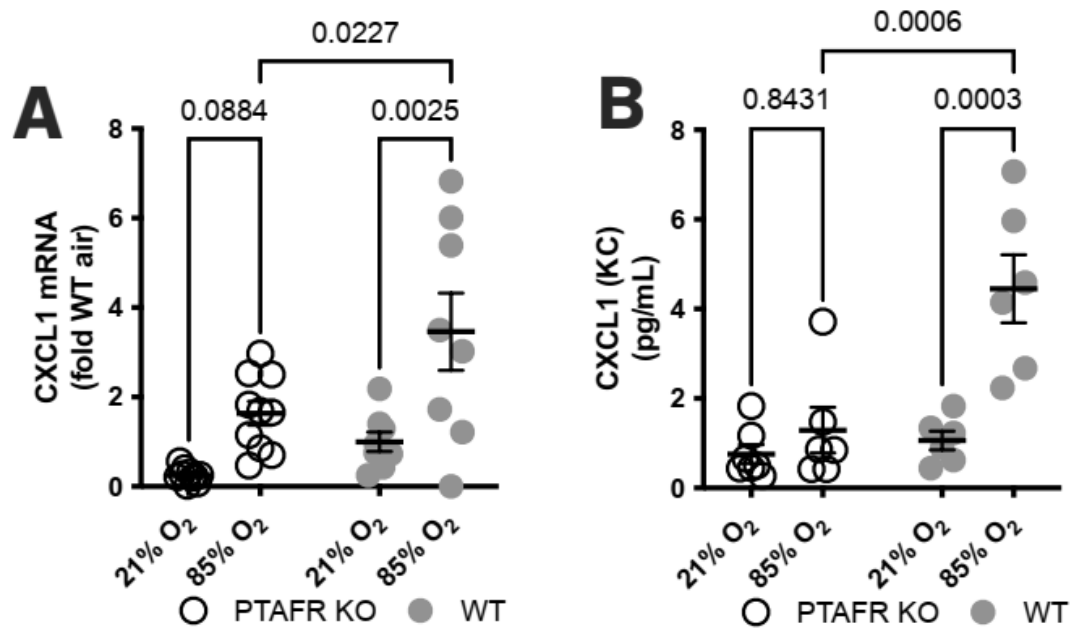 A
0.0227
0.0884
0.0025
CXCL1 mRNA
(fold WT air)
8
6
4
2
0
21% O₂
85% O₂
21% O₂
85% O₂
PTAFR KO
WT
B
0.0006
0.8431
0.0003
CXCL1 (KC)
(pg/mL)
8
6
4
2
0
21% O₂
85% O₂
21% O₂
85% O₂
PTAFR KO
WT